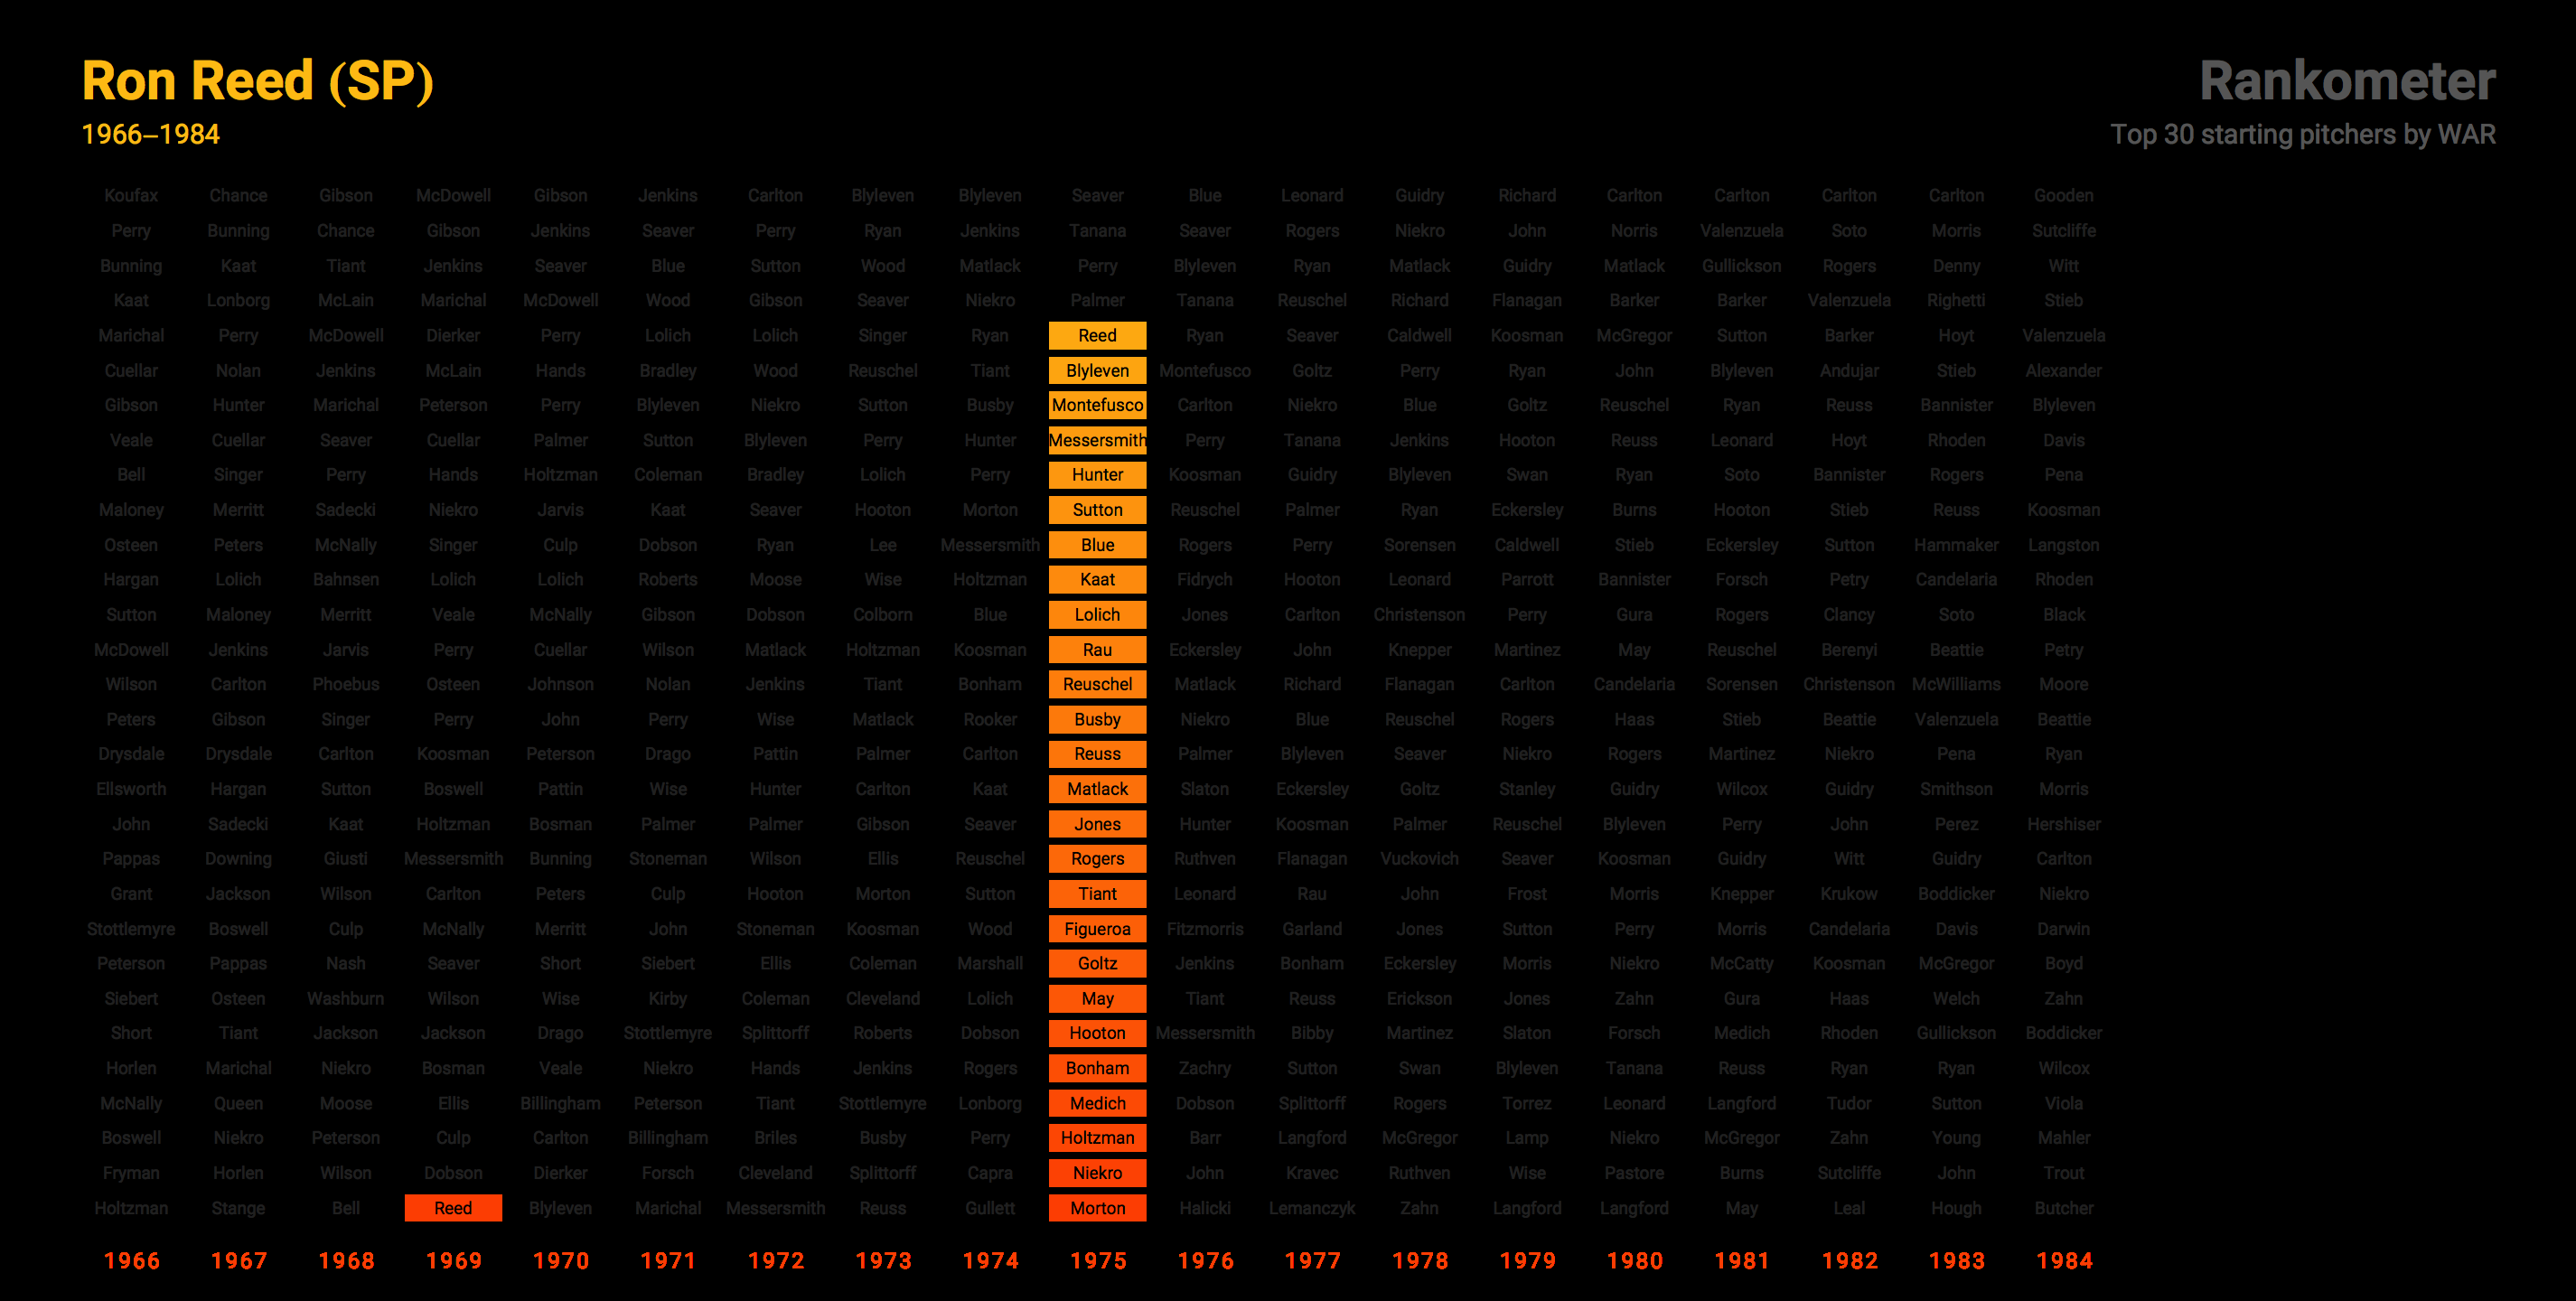 Ron Reed (SP)
1966–1984
Rankometer
Top 30 starting pitchers by WAR
Koufax Chance Gibson McDowell Gibson Jenkins Carlton Blyleven Blyleven Seaver Blue Leonard Guidry Richard Carlton Carlton Carlton Carlton Gooden
Perry Bunning Chance Gibson Jenkins Seaver Perry Ryan Jenkins Tanana Seaver Rogers Niekro John Norris Valenzuela Soto Morris Sutcliffe
Bunning Kaat Tiant Jenkins Seaver Blue Sutton Wood Matlack Perry Blyleven Ryan Matlack Guidry Matlack Gullickson Rogers Denny Witt
Kaat Lonborg McLain Marichal McDowell Wood Gibson Seaver Niekro Palmer Tanana Reuschel Richard Flanagan Barker Barker Valenzuela Righetti Stieb
Marichal Perry McDowell Dierker Perry Lolich Lolich Singer Ryan Reed Ryan Seaver Caldwell Koosman McGregor Sutton Barker Hoyt Valenzuela
Cuellar Nolan Jenkins McLain Hands Bradley Wood Reuschel Tiant Blyleven Montefusco Goltz Perry Ryan John Blyleven Andujar Stieb Alexander
Gibson Hunter Marichal Peterson Perry Blyleven Niekro Sutton Busby Montefusco Carlton Niekro Blue Goltz Reuschel Ryan Reuss Bannister Blyleven
Veale Cuellar Seaver Cuellar Palmer Sutton Blyleven Perry Hunter Messersmith Perry Tanana Jenkins Hooton Reuss Leonard Hoyt Rhoden Davis
Bell Singer Perry Hands Holtzman Coleman Bradley Lolich Perry Hunter Koosman Guidry Blyleven Swan Ryan Soto Bannister Rogers Pena
Maloney Merritt Sadecki Niekro Jarvis Kaat Seaver Hooton Morton Sutton Reuschel Palmer Ryan Eckersley Burns Hooton Stieb Reuss Koosman
Osteen Peters McNally Singer Culp Dobson Ryan Lee Messersmith Blue Rogers Perry Sorensen Caldwell Stieb Eckersley Sutton Hammaker Langston
Hargan Lolich Bahnsen Lolich Lolich Roberts Moose Wise Holtzman Kaat Fidrych Hooton Leonard Parrott Bannister Forsch Petry Candelaria Rhoden
Sutton Maloney Merritt Veale McNally Gibson Dobson Colborn Blue Lolich Jones Carlton Christenson Perry Gura Rogers Clancy Soto Black
McDowell Jenkins Jarvis Perry Cuellar Wilson Matlack Holtzman Koosman Rau Eckersley John Knepper Martinez May Reuschel Berenyi Beattie Petry
Wilson Carlton Phoebus Osteen Johnson Nolan Jenkins Tiant Bonham Reuschel Matlack Richard Flanagan Carlton Candelaria Sorensen Christenson McWilliams Moore
Peters Gibson Singer Perry John Perry Wise Matlack Rooker Busby Niekro Blue Reuschel Rogers Haas Stieb Beattie Valenzuela Beattie
Drysdale Drysdale Carlton Koosman Peterson Drago Pattin Palmer Carlton Reuss Palmer Blyleven Seaver Niekro Rogers Martinez Niekro Pena Ryan
Ellsworth Hargan Sutton Boswell Pattin Wise Hunter Carlton Kaat Matlack Slaton Eckersley Goltz Stanley Guidry Wilcox Guidry Smithson Morris
John Sadecki Kaat Holtzman Bosman Palmer Palmer Gibson Seaver Jones Hunter Koosman Palmer Reuschel Blyleven Perry John Perez Hershiser
Pappas Downing Giusti Messersmith Bunning Stoneman Wilson Ellis Reuschel Rogers Ruthven Flanagan Vuckovich Seaver Koosman Guidry Witt Guidry Carlton
Grant Jackson Wilson Carlton Peters Culp Hooton Morton Sutton Tiant Leonard Rau John Frost Morris Knepper Krukow Boddicker Niekro
Stottlemyre Boswell Culp McNally Merritt John Stoneman Koosman Wood Figueroa Fitzmorris Garland Jones Sutton Perry Morris Candelaria Davis Darwin
Peterson Pappas Nash Seaver Short Siebert Ellis Coleman Marshall Goltz Jenkins Bonham Eckersley Morris Niekro McCatty Koosman McGregor Boyd
Siebert Osteen Washburn Wilson Wise Kirby Coleman Cleveland Lolich May Tiant Reuss Erickson Jones Zahn Gura Haas Welch Zahn
Short Tiant Jackson Jackson Drago Stottlemyre Splittorff Roberts Dobson Hooton Messersmith Bibby Martinez Slaton Forsch Medich Rhoden Gullickson Boddicker
Horlen Marichal Niekro Bosman Veale Niekro Hands Jenkins Rogers Bonham Zachry Sutton Swan Blyleven Tanana Reuss Ryan Ryan Wilcox
McNally Queen Moose Ellis Billingham Peterson Tiant Stottlemyre Lonborg Medich Dobson Splittorff Rogers Torrez Leonard Langford Tudor Sutton Viola
Boswell Niekro Peterson Culp Carlton Billingham Briles Busby Perry Holtzman Barr Langford McGregor Lamp Niekro McGregor Zahn Young Mahler
Fryman Horlen Wilson Dobson Dierker Forsch Cleveland Splittorff Capra Niekro John Kravec Ruthven Wise Pastore Burns Sutcliffe John Trout
Holtzman Stange Bell Reed Blyleven Marichal Messersmith Reuss Gullett Morton Halicki Lemanczyk Zahn Langford Langford May Leal Hough Butcher
1966 1967 1968 1969 1970 1971 1972 1973 1974 1975 1976 1977 1978 1979 1980 1981 1982 1983 1984